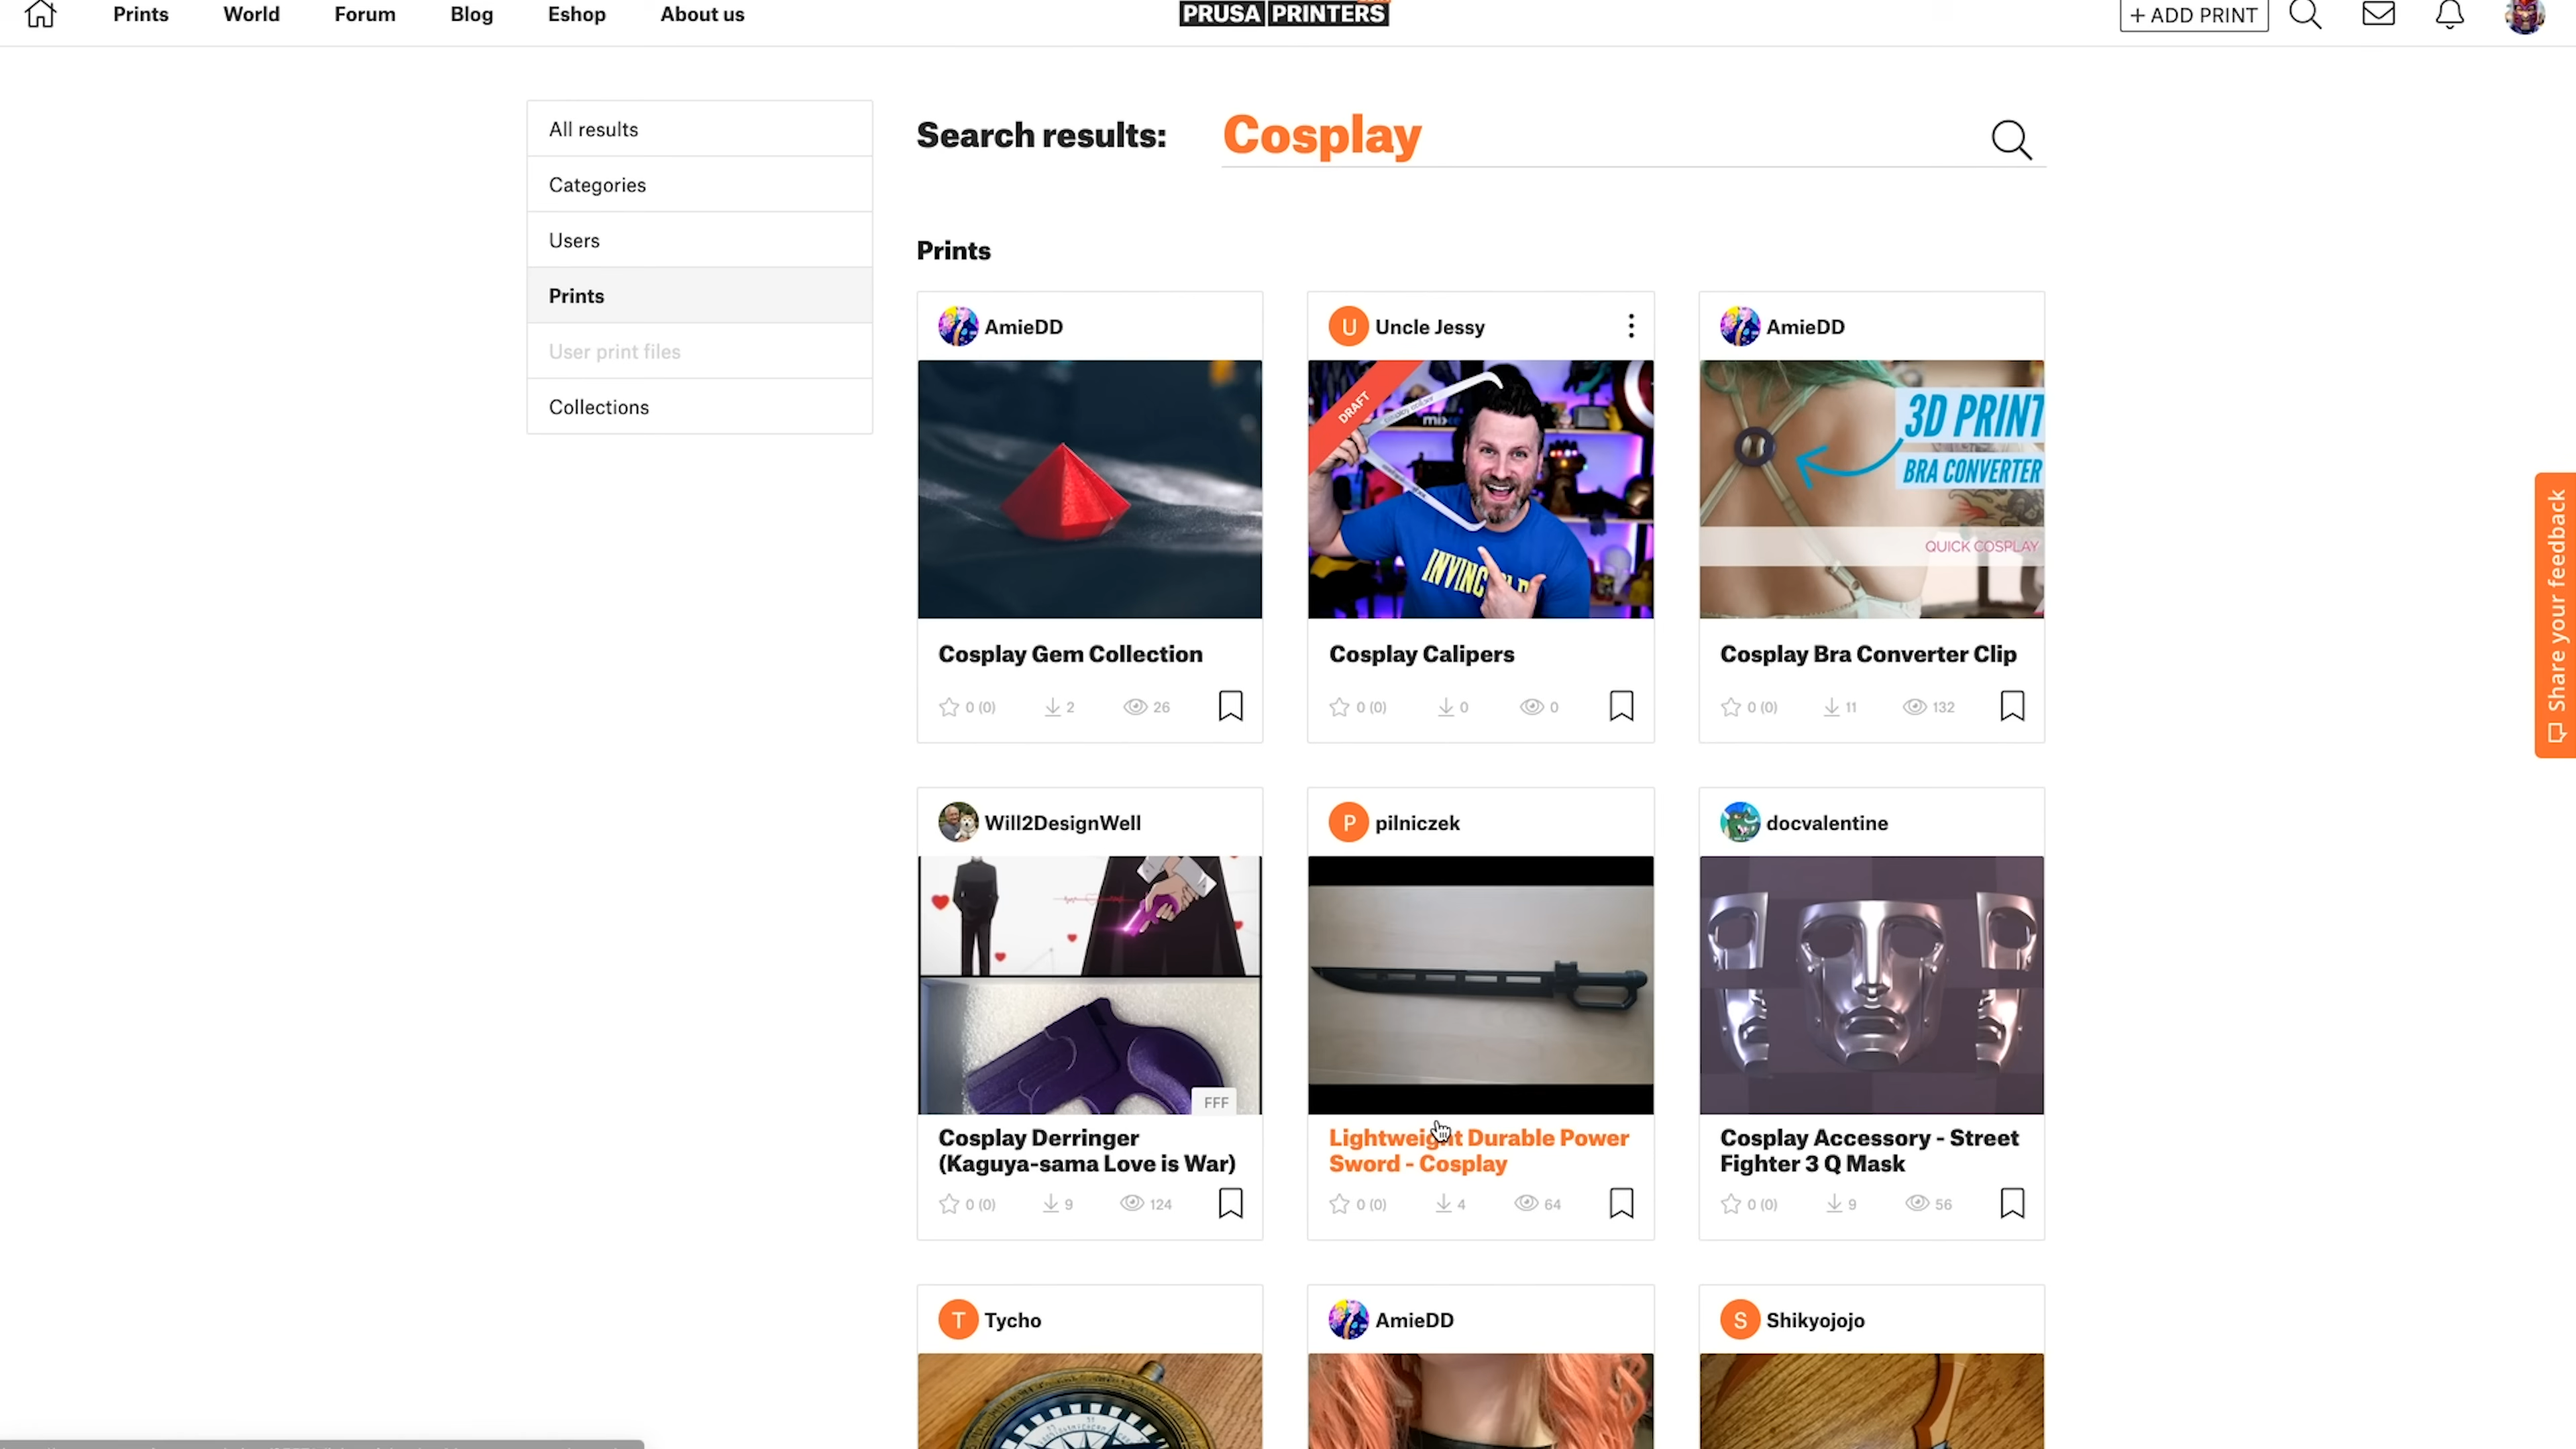 Prints
World
Forum
Blog
Eshop
About us
PRUSA PRINTERS
+ ADD PRINT
All results
Categories
Users
Prints
User print files
Collections
Search results:
Cosplay
Prints
AmieDD
Cosplay Gem Collection
0 (0)
2
26
U
Uncle Jessy
DRAFT
cosplay caliper
mixe
INVINC
Cosplay Calipers
0 (0)
0
0
AmieDD
3D PRINT
BRA CONVERTER
QUICK COSPLAY
Cosplay Bra Converter Clip
0 (0)
11
132
Will2DesignWell
FFF
Cosplay Derringer
(Kaguya-sama Love is War)
0 (0)
9
124
P
pilniczek
Lightweight Durable Power
Sword - Cosplay
0 (0)
4
64
docvalentine
Cosplay Accessory - Street
Fighter 3 Q Mask
0 (0)
9
56
T
Tycho
AmieDD
S
Shikyojojo
Share your feedback